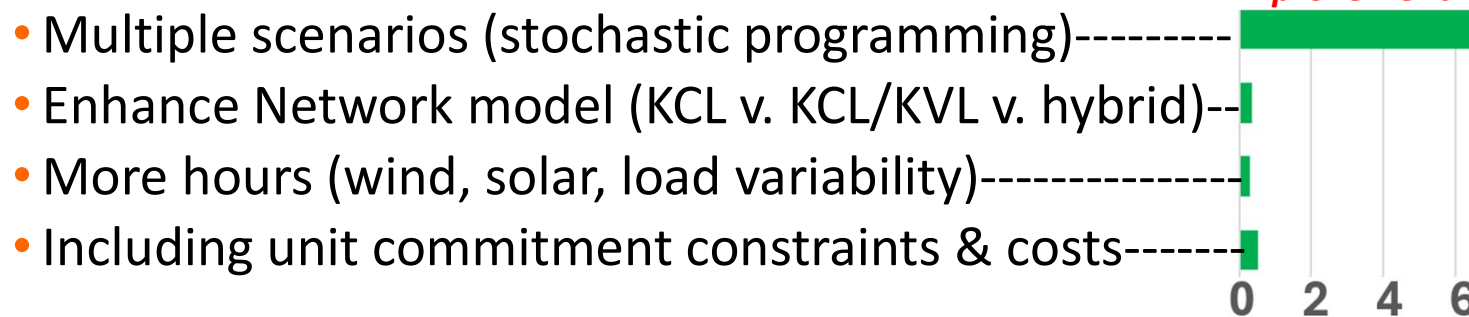 • Multiple scenarios (stochastic programming)---------
• Enhance Network model (KCL v. KCL/KVL v. hybrid)--
• More hours (wind, solar, load variability)---------------
• Including unit commitment constraints & costs-------
0 2 4 6